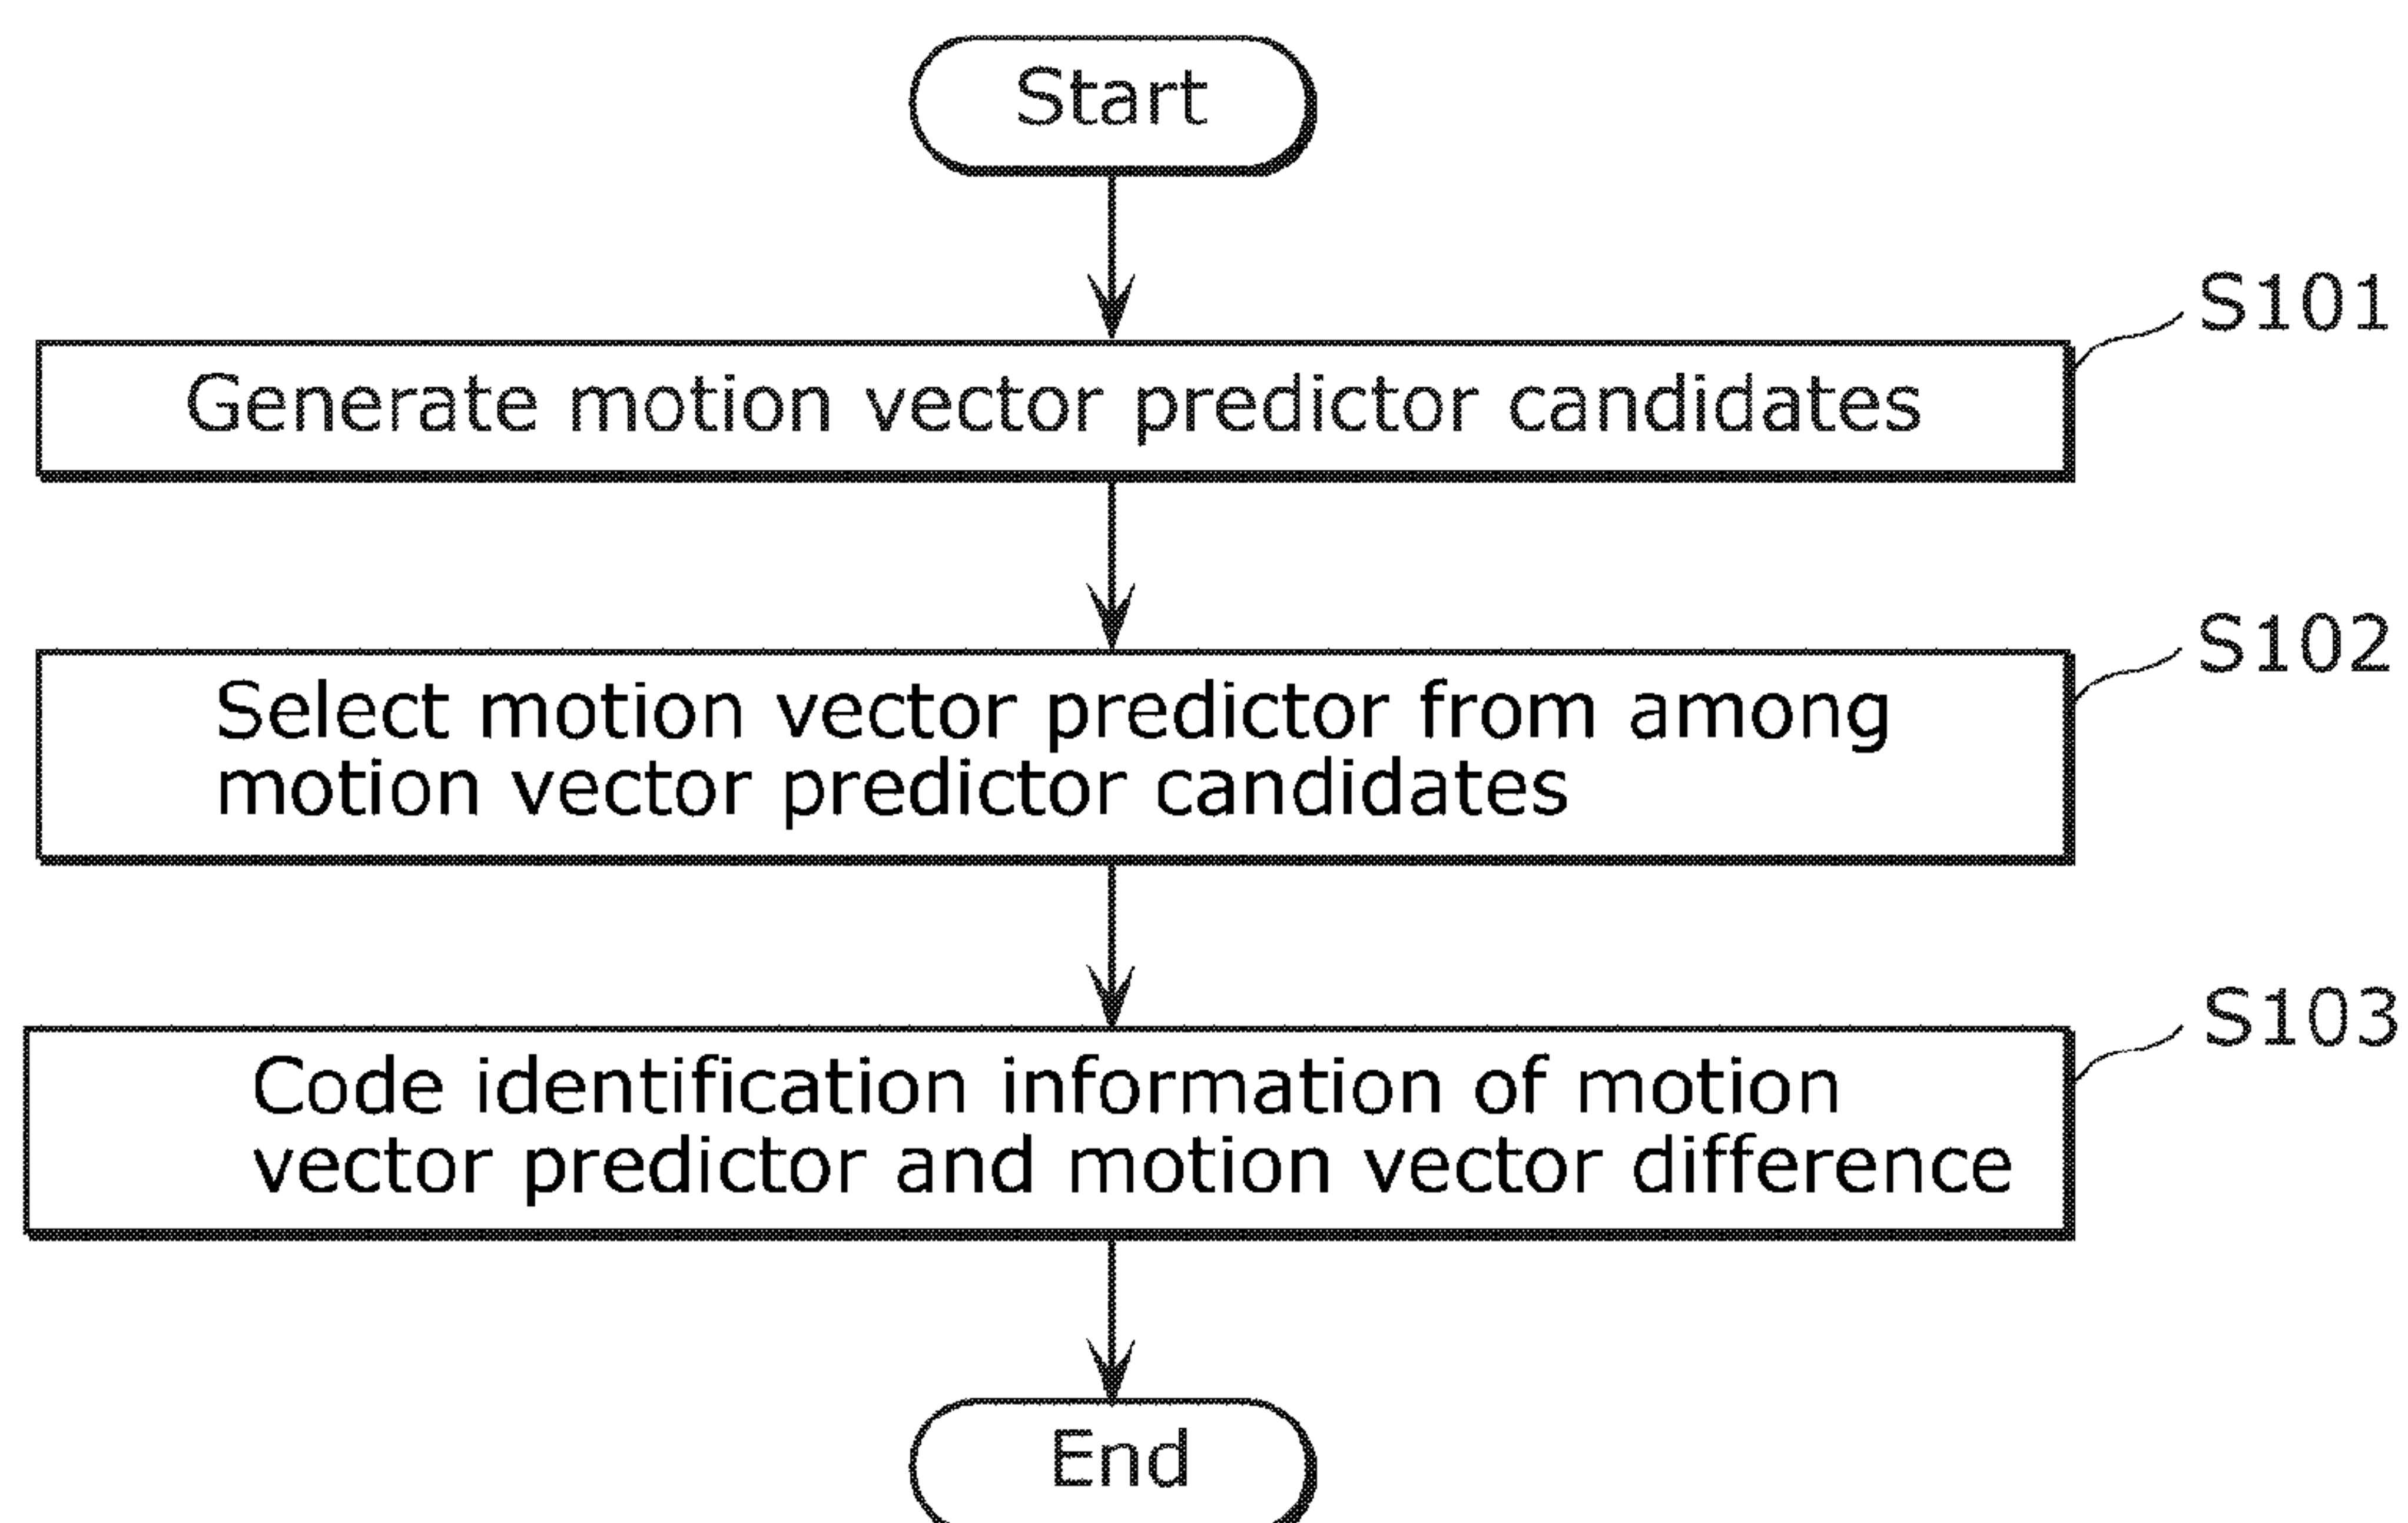 Start
S101
Generate motion vector predictor candidates
S102
Select motion vector predictor from among
motion vector predictor candidates
S103
Code identification information of motion
vector predictor and motion vector difference
End